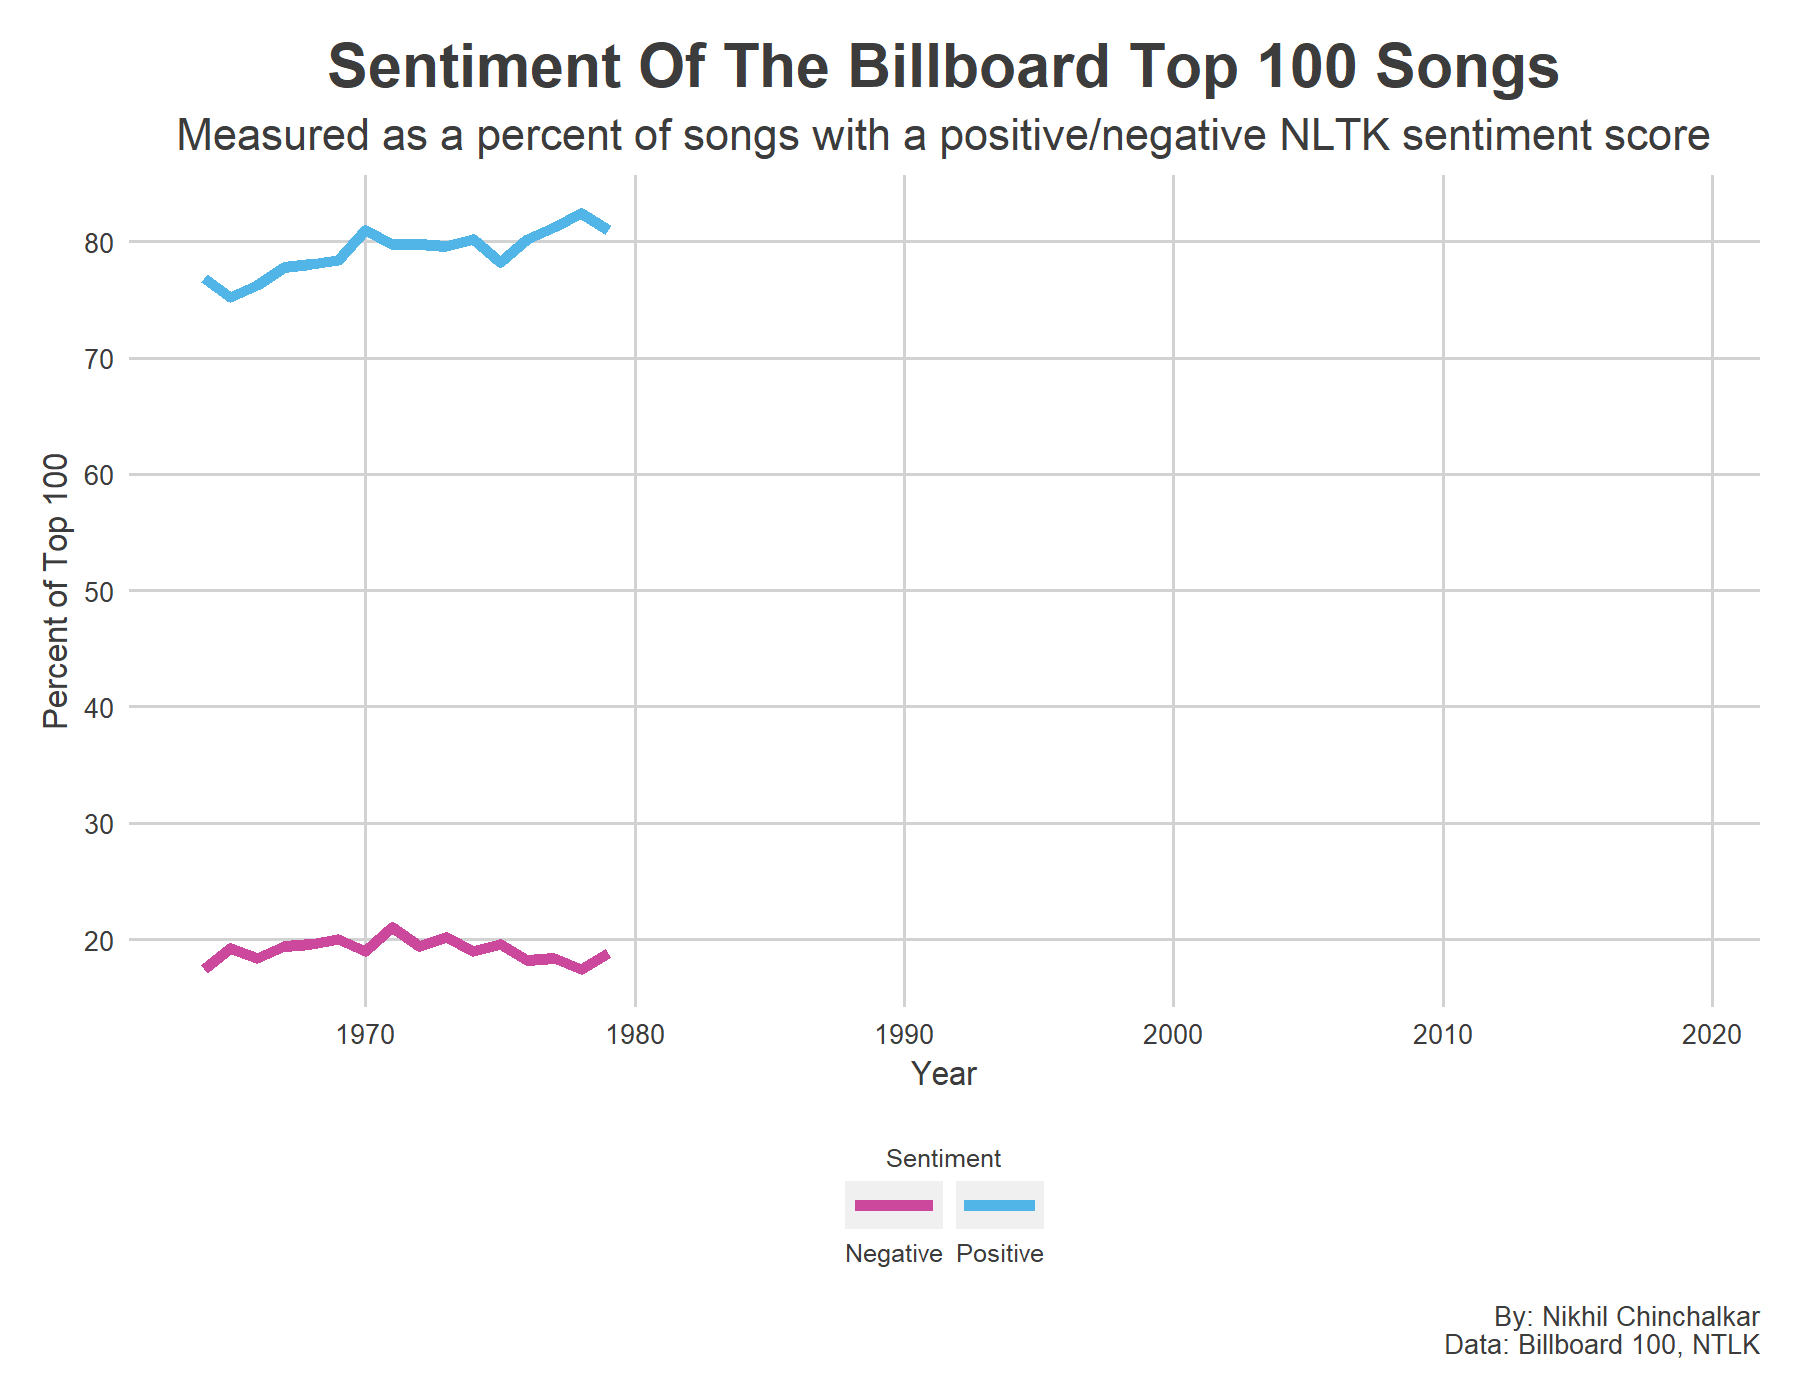 Sentiment Of The Billboard Top 100 Songs
Measured as a percent of songs with a positive/negative NLTK sentiment score
80
70
60
50
40
30
20
Percent of Top 100
1970 1980 1990 2000 2010 2020
Year
Sentiment
Negative Positive
By: Nikhil Chinchalkar
Data: Billboard 100, NTLK